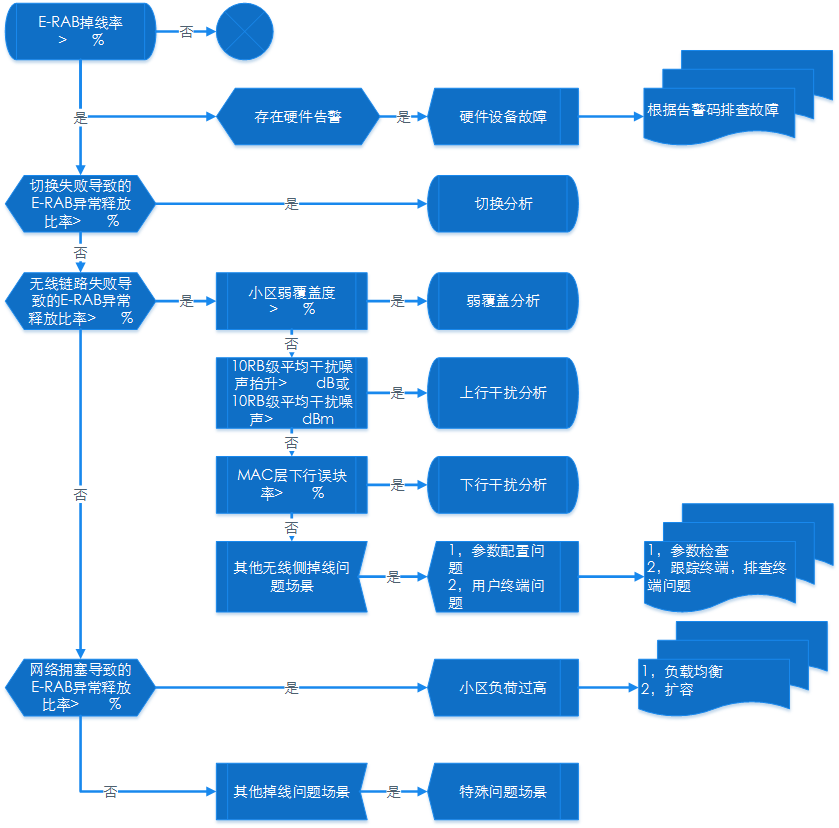 E-RAB掉线率
> %
否
是
存在硬件告警
是
硬件设备故障
根据告警码排查故障
切换失败导致的
E-RAB异常释放
比率> %
是
切换分析
否
无线链路失败导
致的E-RAB异常
释放比率> %
是
小区弱覆盖度
> %
是
弱覆盖分析
否
10RB级平均干扰噪
声抬升> dB或
10RB级平均干扰噪
声> dBm
是
上行干扰分析
否
MAC层下行误块
率> %
是
下行干扰分析
否
否
其他无线侧掉线问
题场景
是
1，参数配置问
题
2，用户终端问
题
1，参数检查
2，跟踪终端，排查终
端问题
网络拥塞导致的
E-RAB异常释放
比率> %
是
小区负荷过高
1，负载均衡
2，扩容
否
其他掉线问题场景
是
特殊问题场景